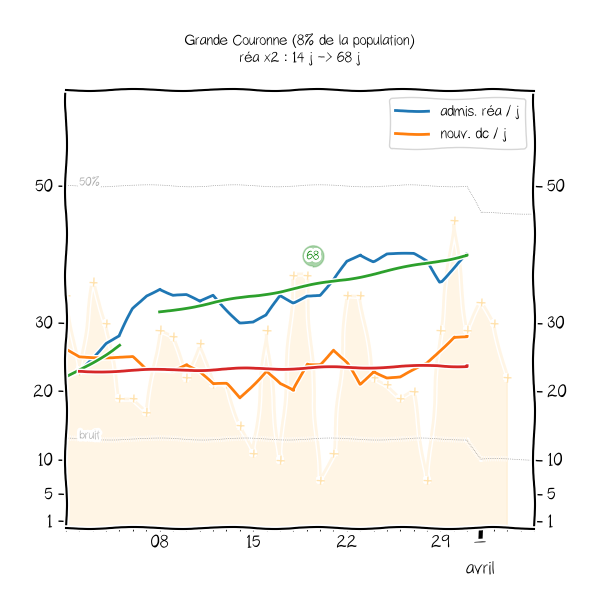 Grande Couronne (8% de la population)
réa x2 : 14 j -> 68 j
admis. réa / j
nouv. dc / j
50 50
50%
68
30 30
20 20
bruit
10 10
5 5
1 1
08 15 22 29
avril